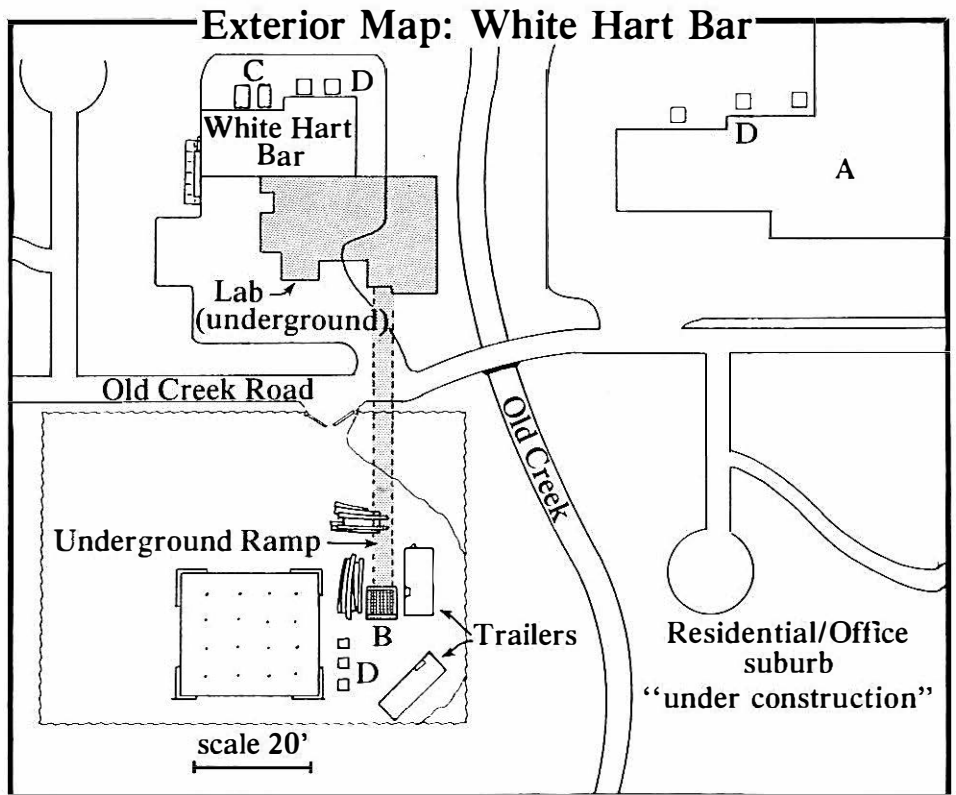 Exterior Map: White Hart Bar
C
D
White Hart
Bar
D
A
Lab
(underground)
Old Creek Road
Old Creek
Underground Ramp
B
Trailers
D
Residential/Office
suburb
“under construction”
scale 20'